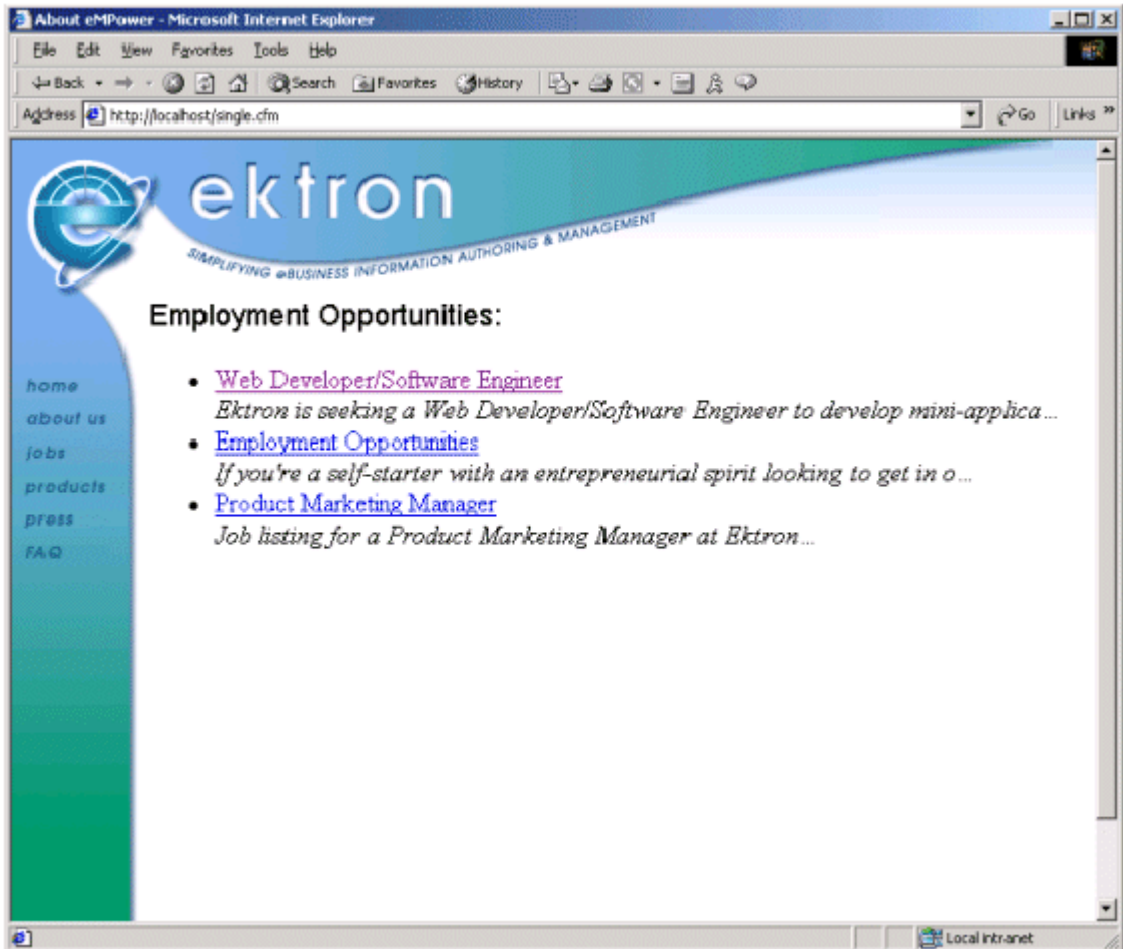 About eMPower - Microsoft Internet Explorer
File Edit View Favorites Tools Help
Back Search Favorites History
Address http://localhost/single.cfm Go Links »
ektron
SIMPLIFYING eBUSINESS INFORMATION AUTHORING & MANAGEMENT
Employment Opportunities:
home
about us
jobs
products
press
FAQ
• Web Developer/Software Engineer
Ektron is seeking a Web Developer/Software Engineer to develop mini-applica...
• Employment Opportunities
If you're a self-starter with an entrepreneurial spirit looking to get in o...
• Product Marketing Manager
Job listing for a Product Marketing Manager at Ektron...
Local intranet